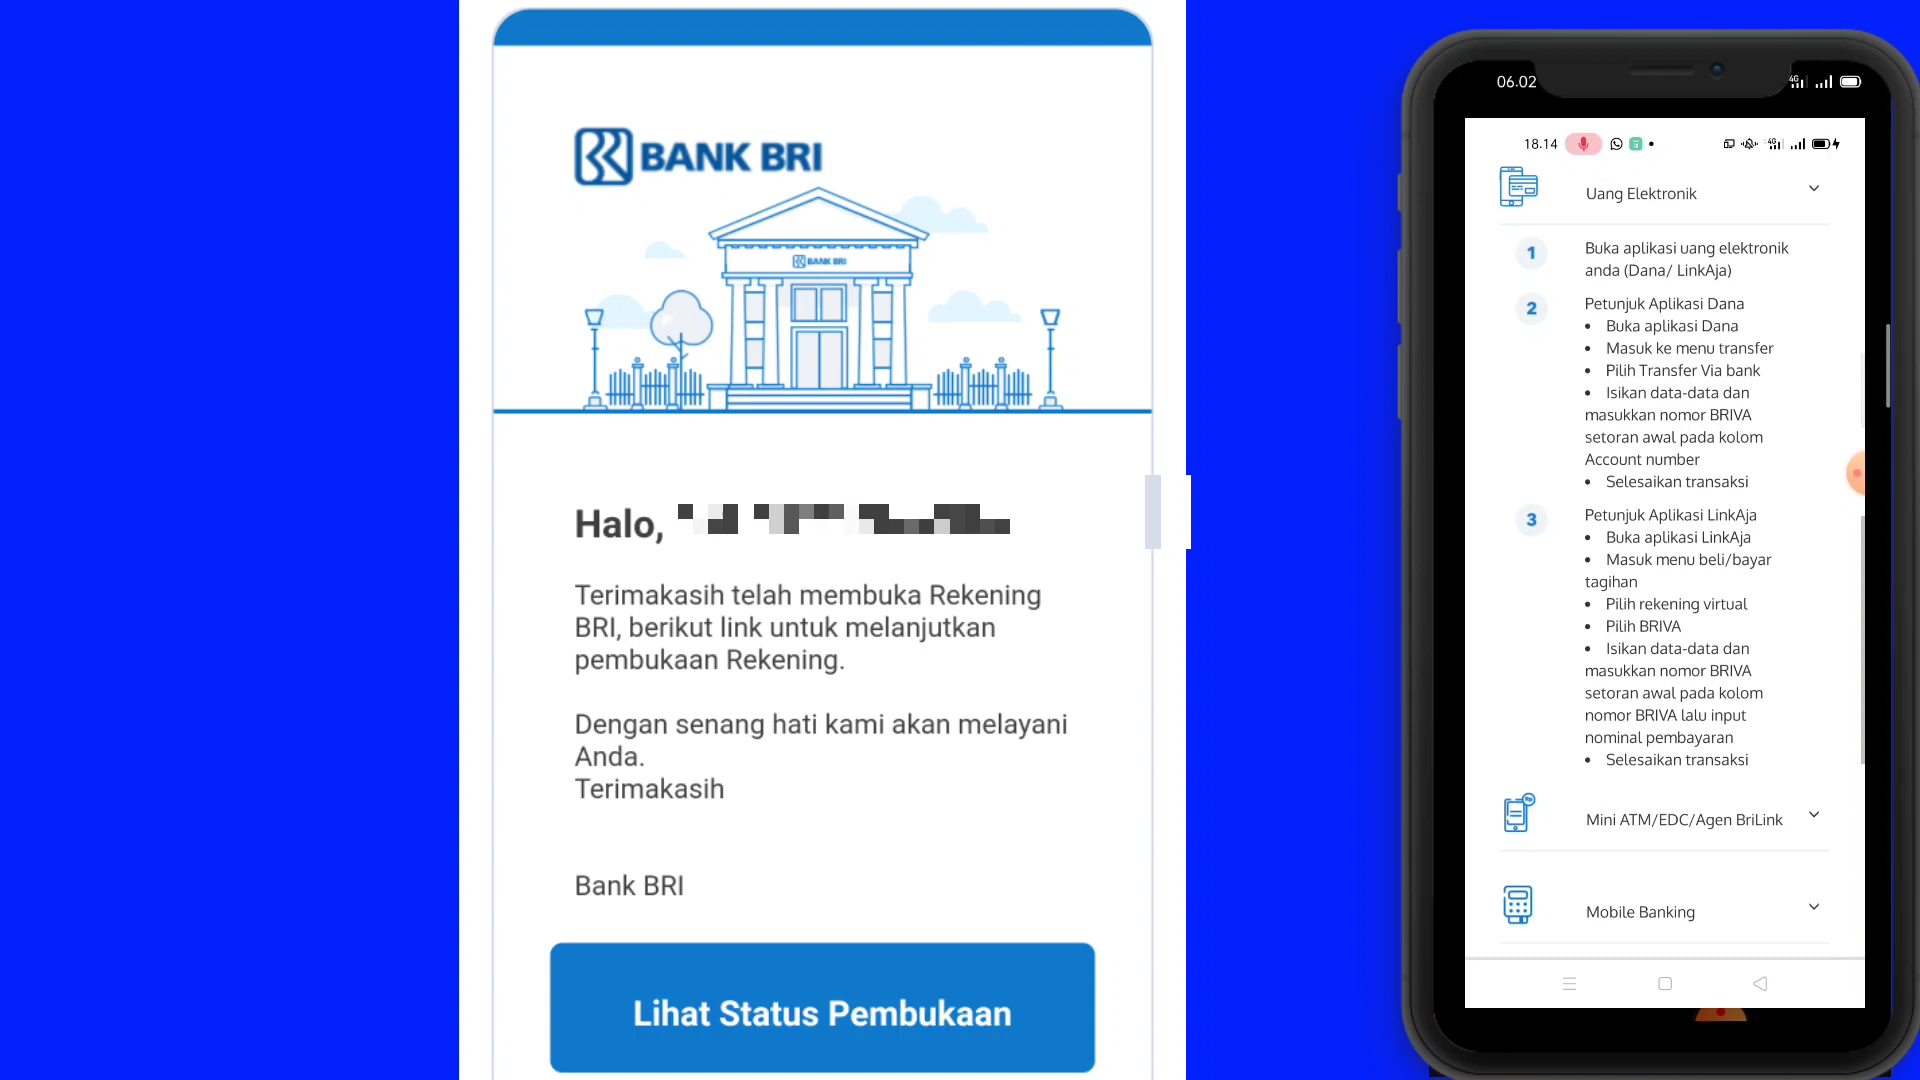 BANK BRI
BANK BRI
Halo,
Terimakasih telah membuka Rekening
BRI, berikut link untuk melanjutkan
pembukaan Rekening.
Dengan senang hati kami akan melayani
Anda.
Terimakasih
Bank BRI
Lihat Status Pembukaan
06.02
4G
18.14
4G
Uang Elektronik
1
Buka aplikasi uang elektronik
anda (Dana/ LinkAja)
2
Petunjuk Aplikasi Dana
• Buka aplikasi Dana
• Masuk ke menu transfer
• Pilih Transfer Via bank
• Isikan data-data dan
masukkan nomor BRIVA
setoran awal pada kolom
Account number
• Selesaikan transaksi
3
Petunjuk Aplikasi LinkAja
• Buka aplikasi LinkAja
• Masuk menu beli/bayar
tagihan
• Pilih rekening virtual
• Pilih BRIVA
• Isikan data-data dan
masukkan nomor BRIVA
setoran awal pada kolom
nomor BRIVA lalu input
nominal pembayaran
• Selesaikan transaksi
Mini ATM/EDC/Agen BriLink
Mobile Banking